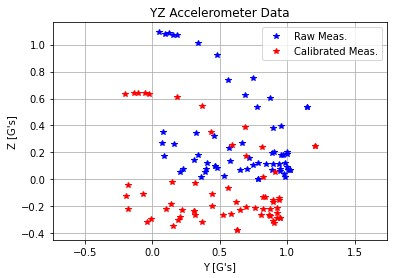 YZ Accelerometer Data
Raw Meas.
Calibrated Meas.
Z [G's]
1.0
0.8
0.6
0.4
0.2
0.0
−0.2
−0.4
−0.5
0.0
0.5
1.0
1.5
Y [G's]